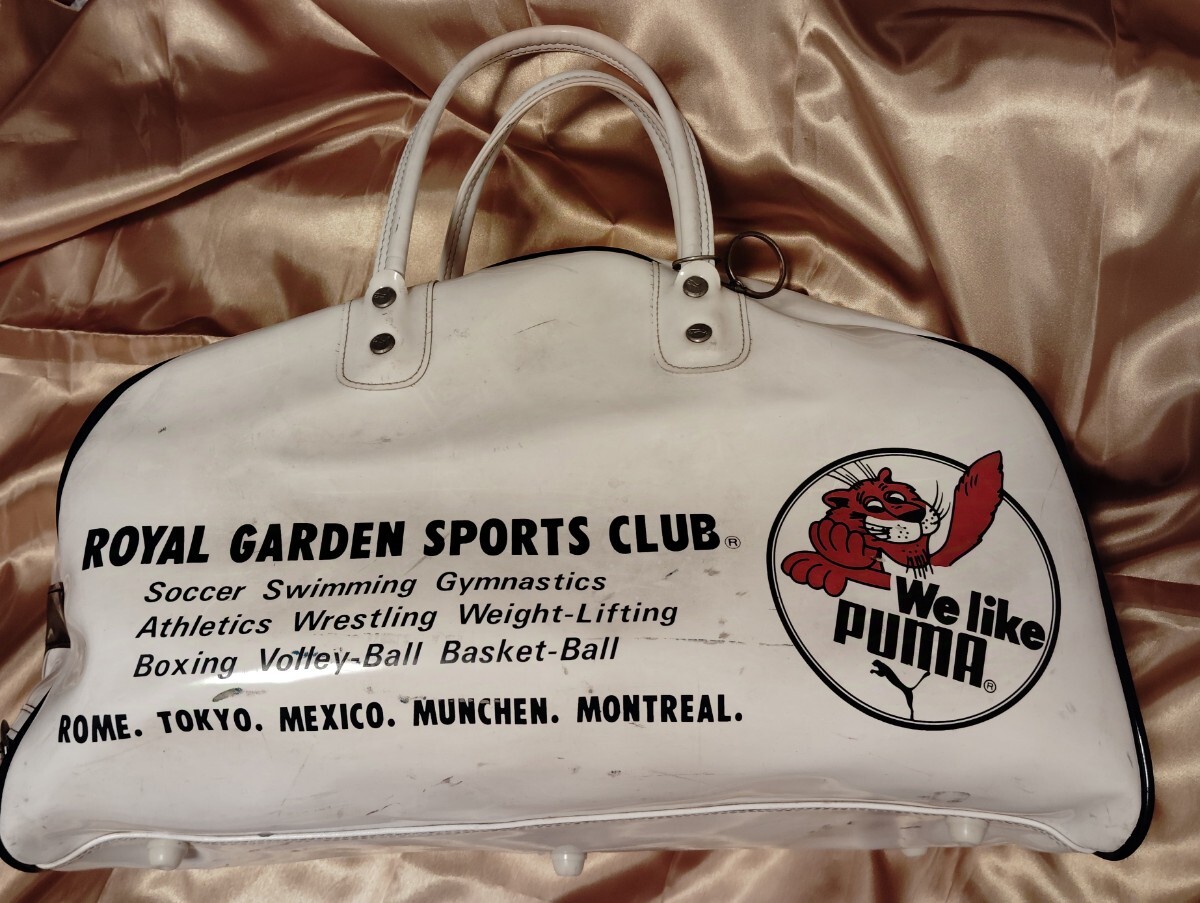 ROYAL GARDEN SPORTS CLUB®
Soccer Swimming Gymnastics
Athletics Wrestling Weight-Lifting
Boxing Volley-Ball Basket-Ball
ROME. TOKYO. MEXICO. MUNCHEN. MONTREAL.
We like
PUMA®